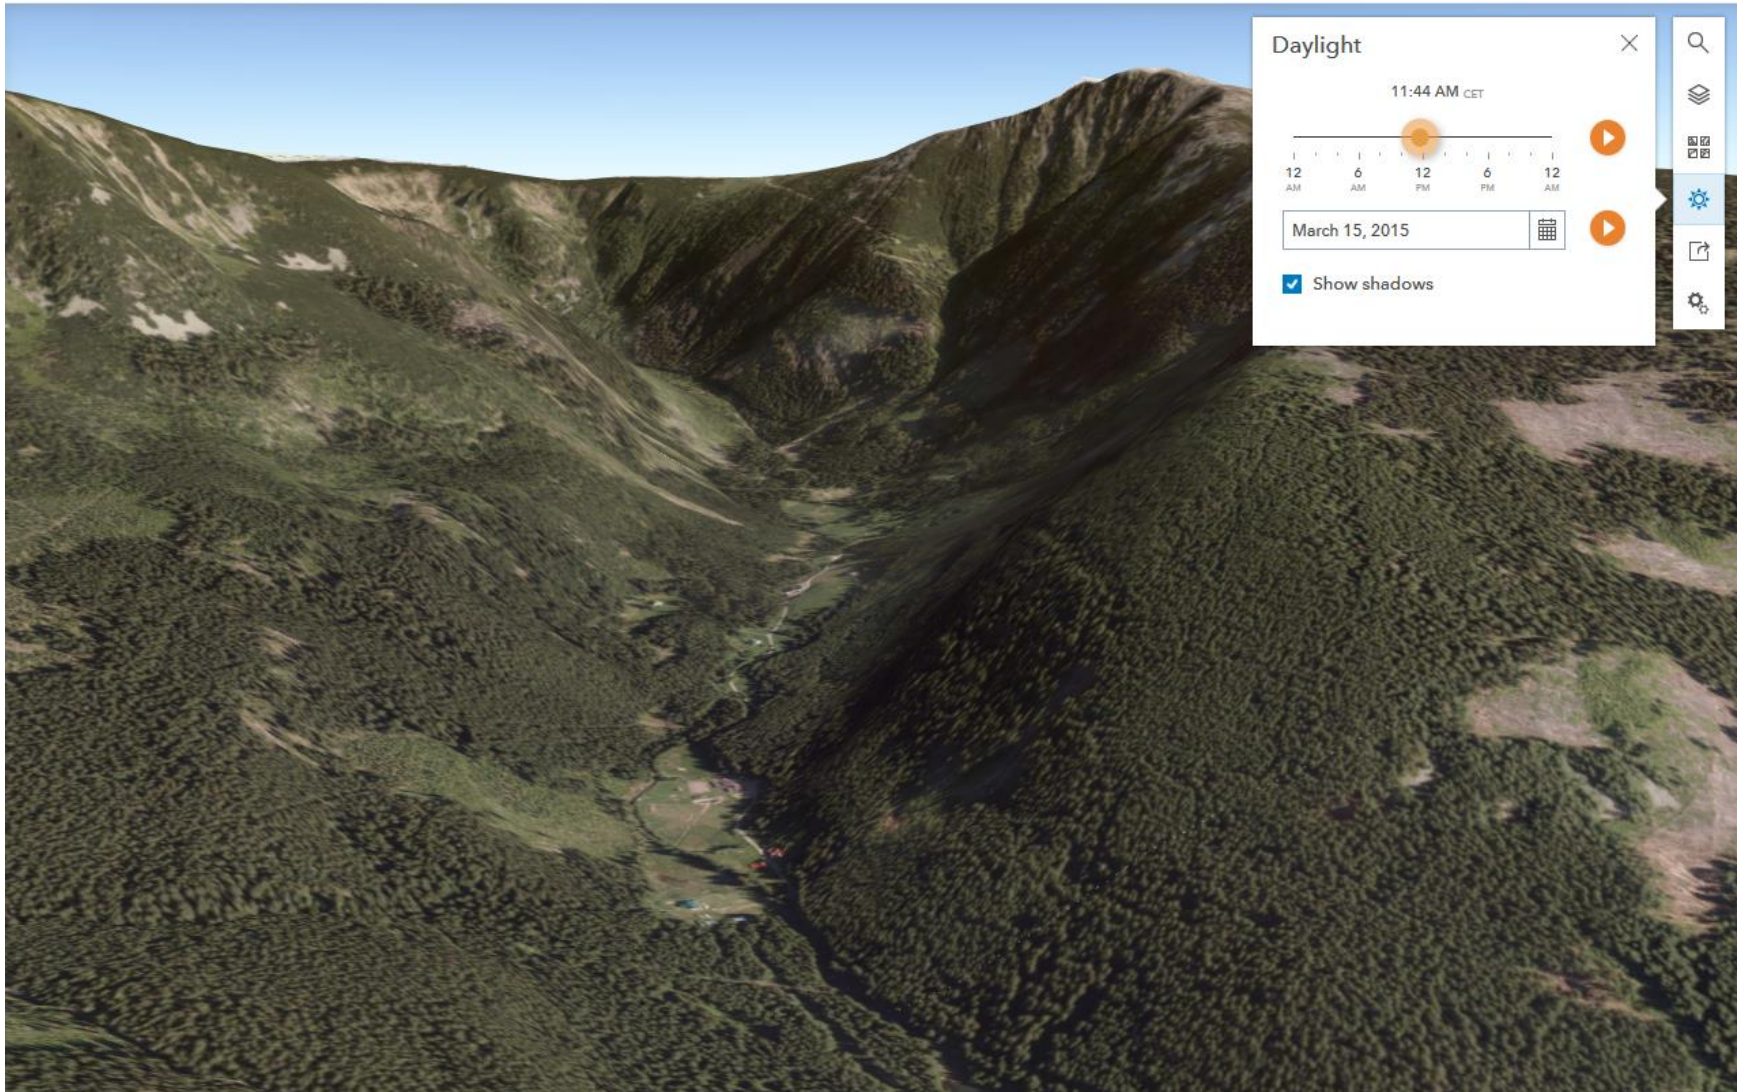 Daylight
11:44 AM CET
12 6 12 6 12
AM AM PM PM AM
March 15, 2015
Show shadows